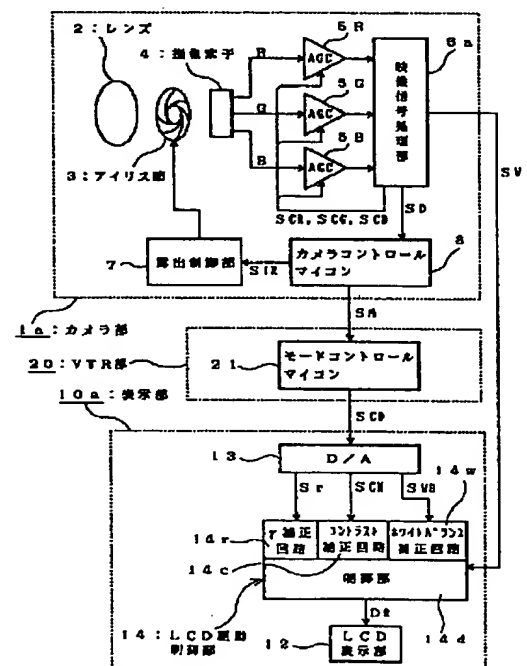 2：レンズ
4：撮像素子
3：アイリス部
R
G
B
5R
AGC
5G
AGC
5B
AGC
6a
映像信号処理部
SV
SCR, SCG, SCB
SD
7
露出制御部
SIR
カメラコントロール
マイコン
8
1a：カメラ部
SA
20：VTR部
21
モードコントロール
マイコン
10a：表示部
SCD
13
D/A
Sr
SCN
SWB
14w
14r
γ補正
回路
コントラスト
補正回路
ホワイトバランス
補正回路
14c
制御部
14：LCD駆動
制御部
14d
12
LCD
表示部